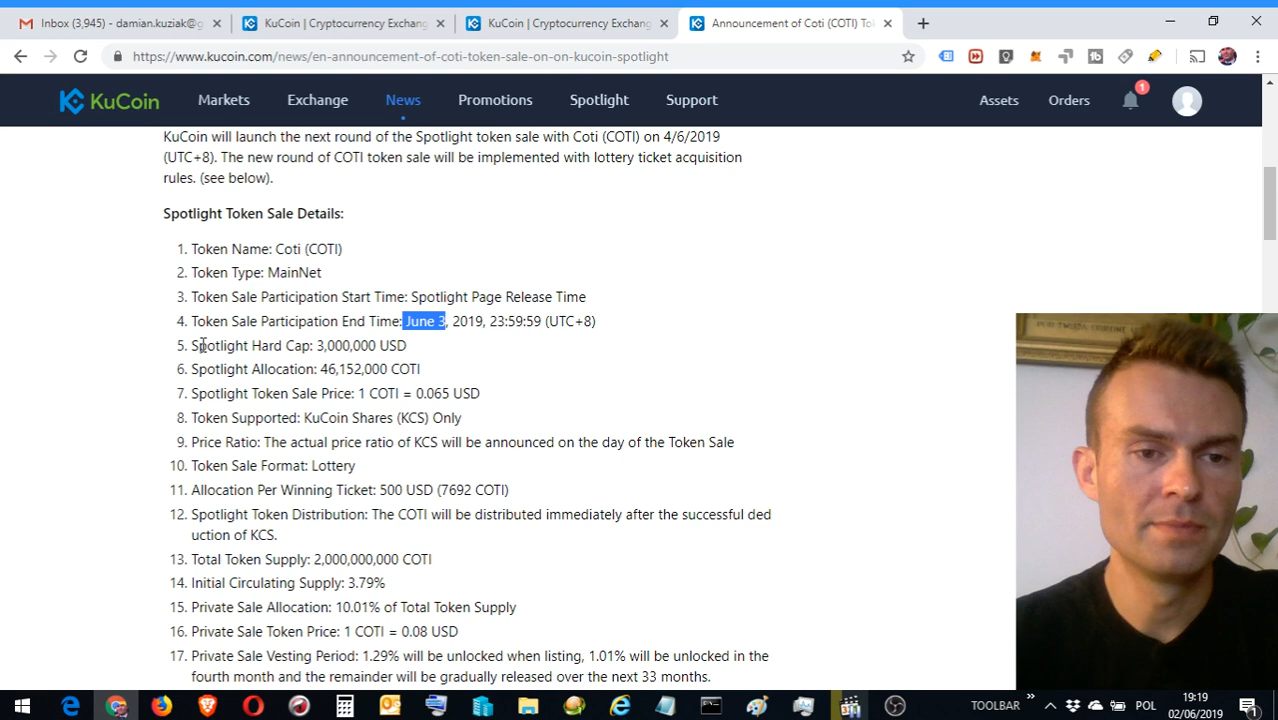 Inbox (3,945) - damian.kuziak@g
KuCoin | Cryptocurrency Exchang
KuCoin | Cryptocurrency Exchang
Announcement of Coti (COTI) Tok
https://www.kucoin.com/news/en-announcement-of-coti-token-sale-on-on-kucoin-spotlight
KuCoin
Markets
Exchange
News
Promotions
Spotlight
Support
Assets
Orders
1
KuCoin will launch the next round of the Spotlight token sale with Coti (COTI) on 4/6/2019
(UTC+8). The new round of COTI token sale will be implemented with lottery ticket acquisition
rules. (see below).
Spotlight Token Sale Details:
1. Token Name: Coti (COTI)
2. Token Type: MainNet
3. Token Sale Participation Start Time: Spotlight Page Release Time
4. Token Sale Participation End Time: June 3, 2019, 23:59:59 (UTC+8)
5. Spotlight Hard Cap: 3,000,000 USD
6. Spotlight Allocation: 46,152,000 COTI
7. Spotlight Token Sale Price: 1 COTI = 0.065 USD
8. Token Supported: KuCoin Shares (KCS) Only
9. Price Ratio: The actual price ratio of KCS will be announced on the day of the Token Sale
10. Token Sale Format: Lottery
11. Allocation Per Winning Ticket: 500 USD (7692 COTI)
12. Spotlight Token Distribution: The COTI will be distributed immediately after the successful ded
uction of KCS.
13. Total Token Supply: 2,000,000,000 COTI
14. Initial Circulating Supply: 3.79%
15. Private Sale Allocation: 10.01% of Total Token Supply
16. Private Sale Token Price: 1 COTI = 0.08 USD
17. Private Sale Vesting Period: 1.29% will be unlocked when listing, 1.01% will be unlocked in the
fourth month and the remainder will be gradually released over the next 33 months.
TOOLBAR
POL
19:19
02/06/2019
1